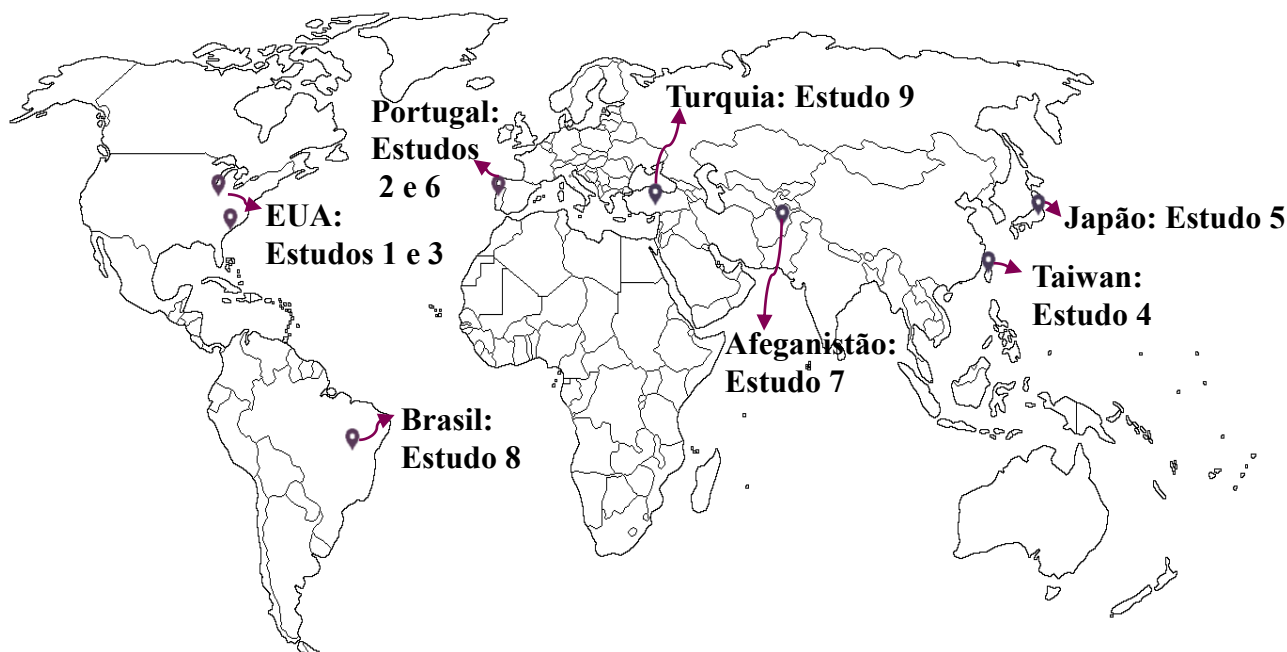 Turquia: Estudo 9
Portugal:
Estudos
2 e 6
EUA:
Estudos 1 e 3
Japão: Estudo 5
Taiwan:
Estudo 4
Afeganistão:
Estudo 7
Brasil:
Estudo 8